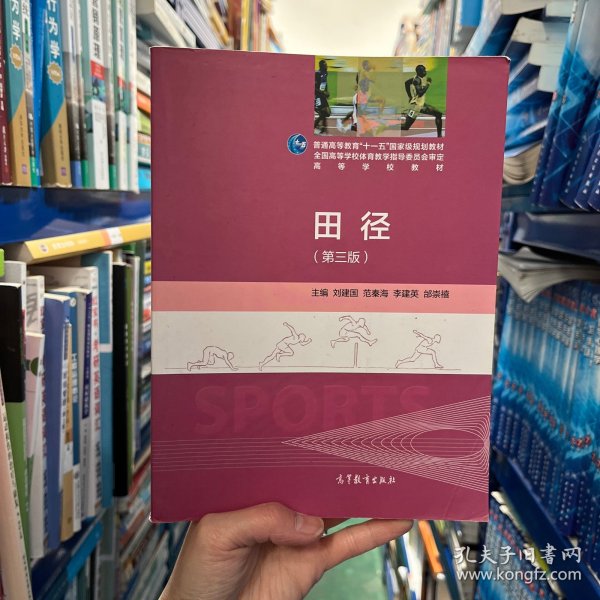 普通高等教育“十一五”国家级规划教材
全国高等学校体育教学指导委员会审定
高等学校教材
田径
（第三版）
主编 刘建国 范秦海 李建英 邰崇禧
SPORTS
高等教育出版社
行为学
孔夫子旧书网
www.kongfz.com